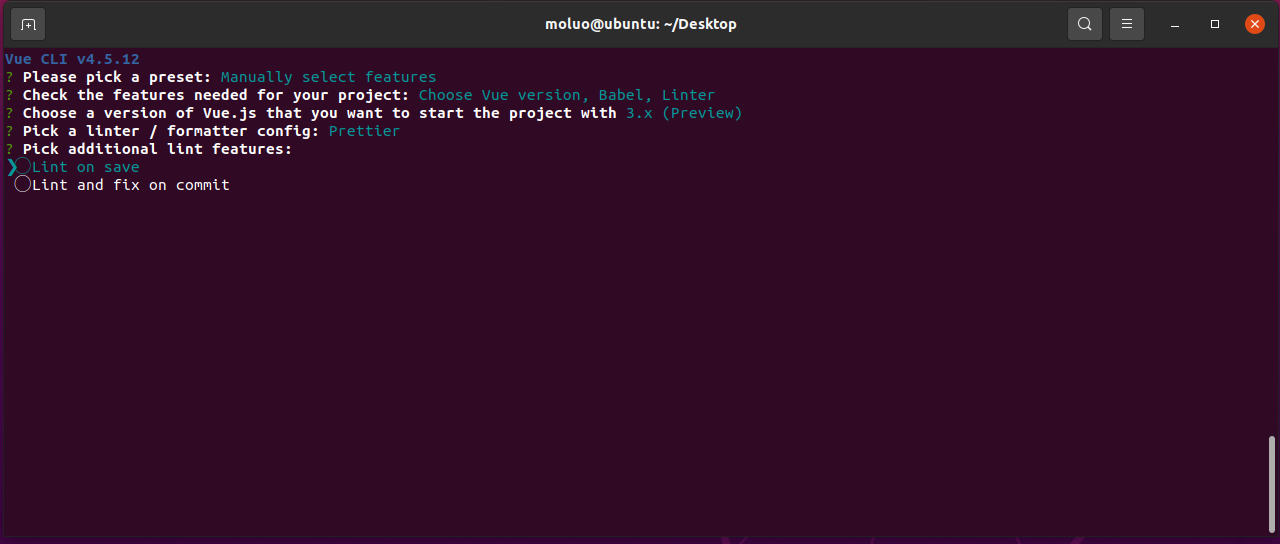 moluo@ubuntu: ~/Desktop
Vue CLI v4.5.12
? Please pick a preset: Manually select features
? Check the features needed for your project: Choose Vue version, Babel, Linter
? Choose a version of Vue.js that you want to start the project with 3.x (Preview)
? Pick a linter / formatter config: Prettier
? Pick additional lint features:
❯◯Lint on save
◯Lint and fix on commit